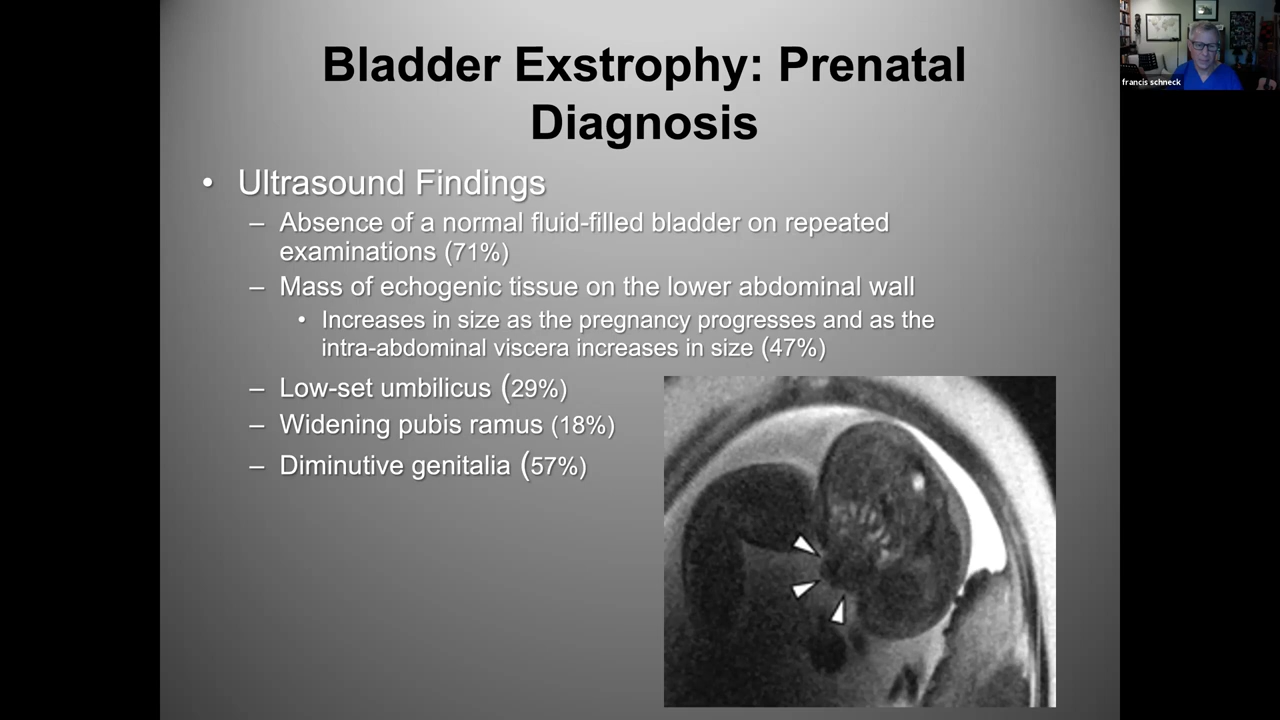 Bladder Exstrophy: Prenatal
Diagnosis
francis schneck
• Ultrasound Findings
– Absence of a normal fluid-filled bladder on repeated
examinations (71%)
– Mass of echogenic tissue on the lower abdominal wall
• Increases in size as the pregnancy progresses and as the
intra-abdominal viscera increases in size (47%)
– Low-set umbilicus (29%)
– Widening pubis ramus (18%)
– Diminutive genitalia (57%)